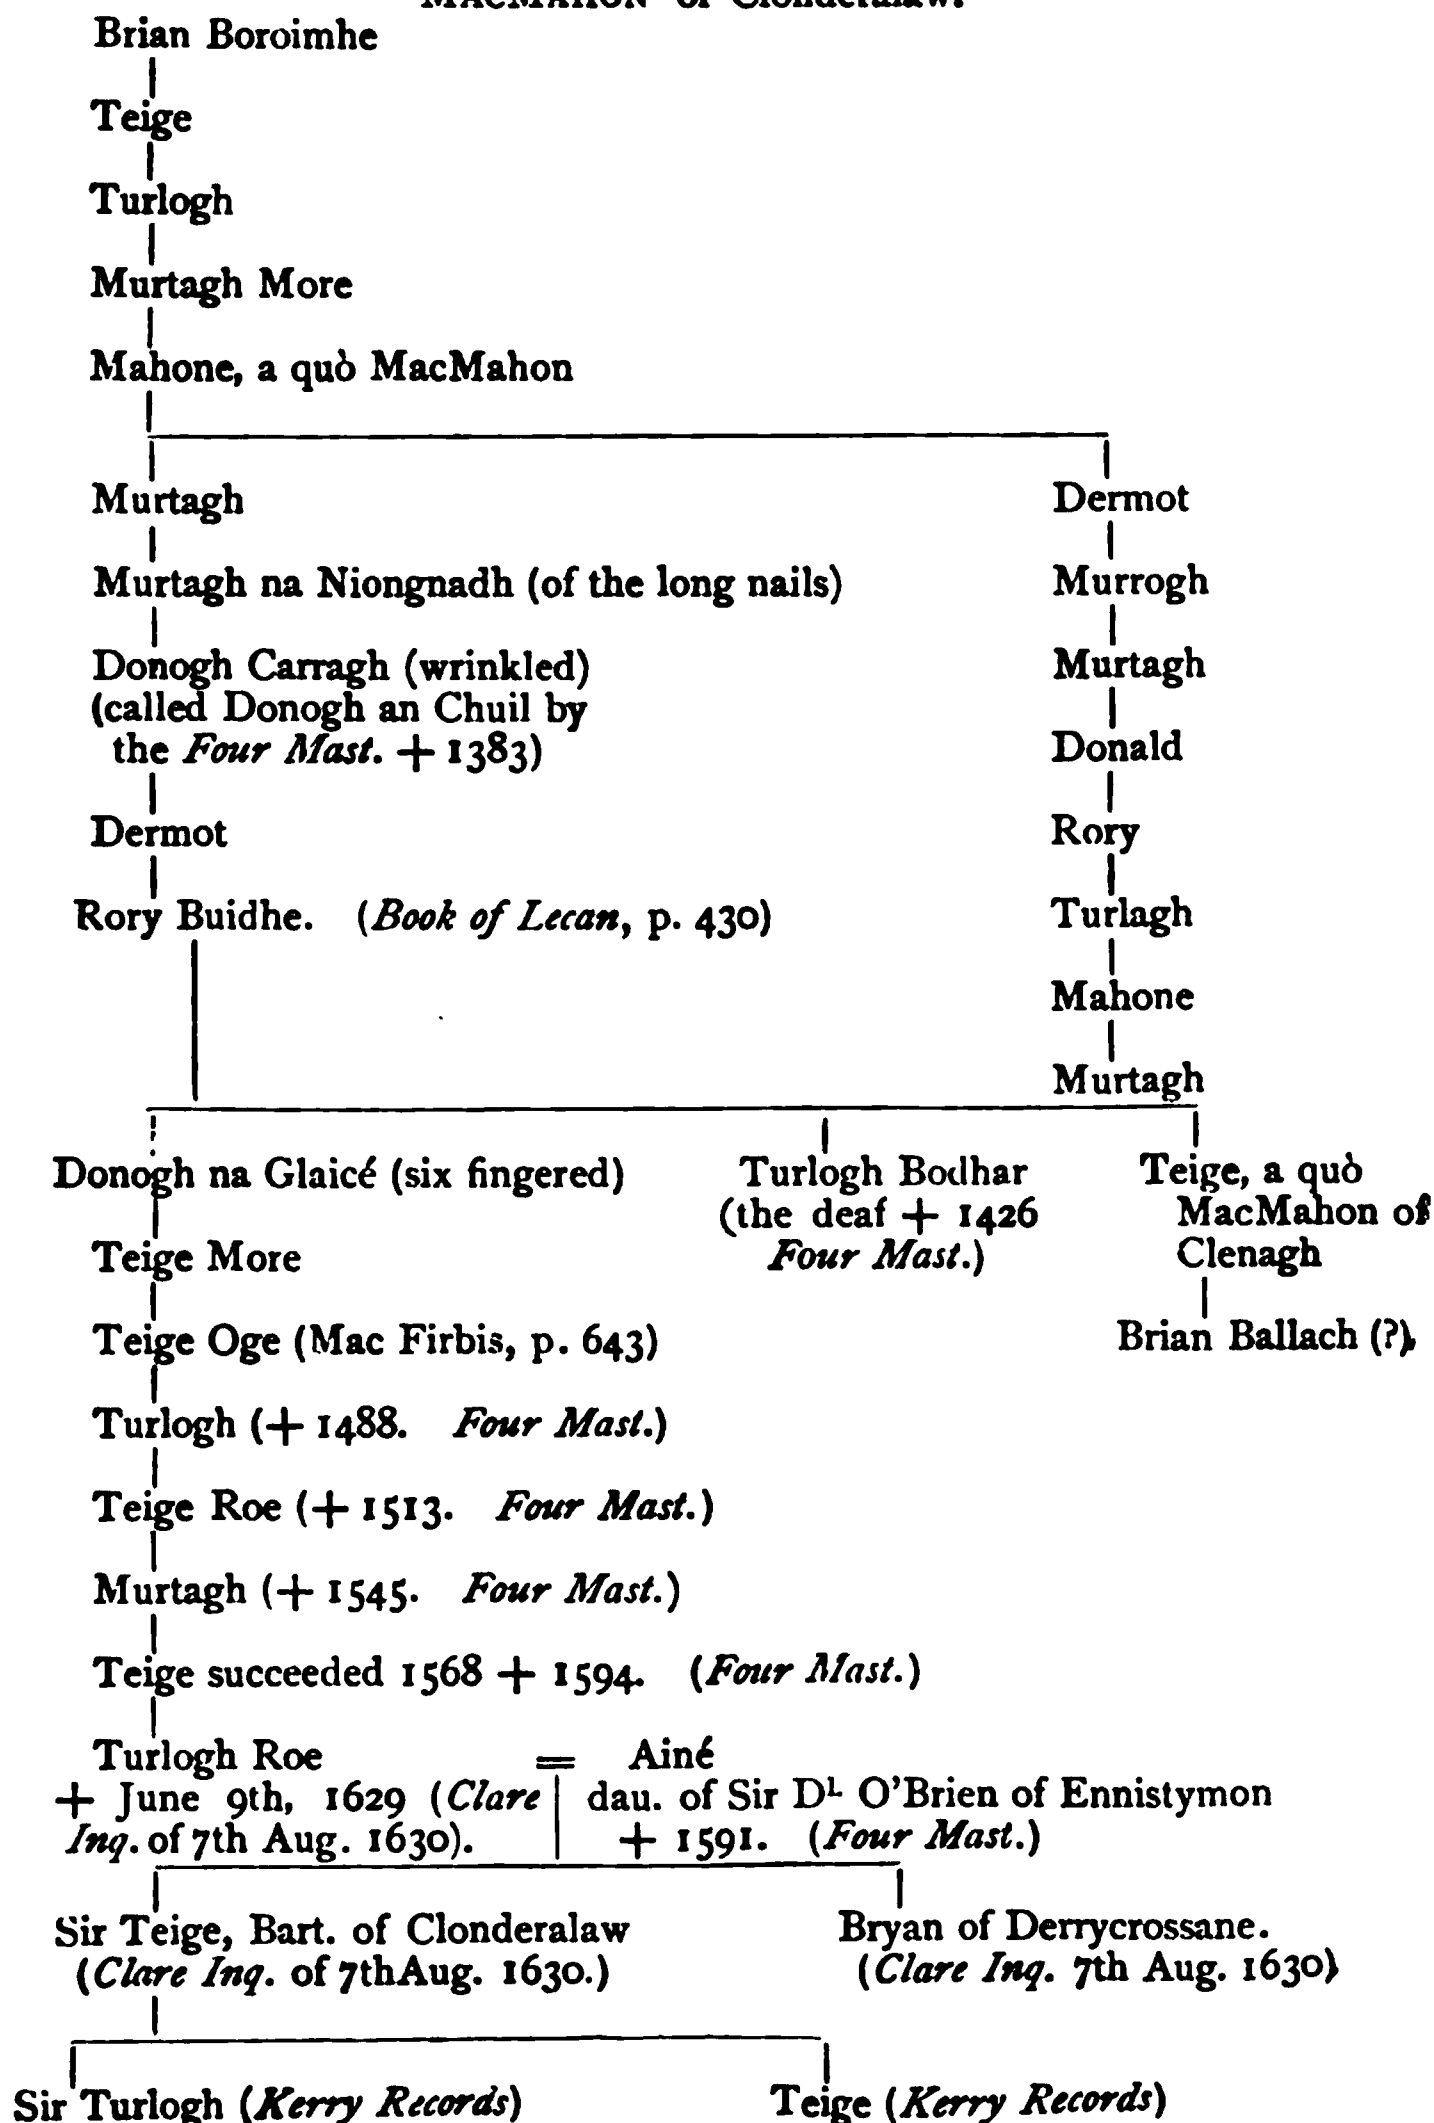 MACMAHON of Clonderalaw.
Brian Boroimhe
Teige
Turlogh
Murtagh More
Mahone, a quò MacMahon
Murtagh
Dermot
Murtagh na Niongnadh (of the long nails)
Murrogh
Donogh Carragh (wrinkled)
(called Donogh an Chuil by
the Four Mast. + 1383)
Murtagh
Donald
Dermot
Rory
Rory Buidhe. (Book of Lecan, p. 430)
Turlagh
Mahone
Murtagh
Donogh na Glaicé (six fingered)
Turlogh Bodhar
(the deaf + 1426
Four Mast.)
Teige, a quò
MacMahon of
Clenagh
Teige More
Brian Ballach (?)
Teige Oge (Mac Firbis, p. 643)
Turlogh (+ 1488. Four Mast.)
Teige Roe (+ 1513. Four Mast.)
Murtagh (+ 1545. Four Mast.)
Teige succeeded 1568 + 1594. (Four Mast.)
Turlogh Roe = Ainé
+ June 9th, 1629 (Clare
Inq. of 7th Aug. 1630).
dau. of Sir Dᴸ O'Brien of Ennistymon
+ 1591. (Four Mast.)
Sir Teige, Bart. of Clonderalaw
(Clare Inq. of 7thAug. 1630.)
Bryan of Derrycrossane.
(Clare Inq. 7th Aug. 1630)
Sir Turlogh (Kerry Records)
Teige (Kerry Records)